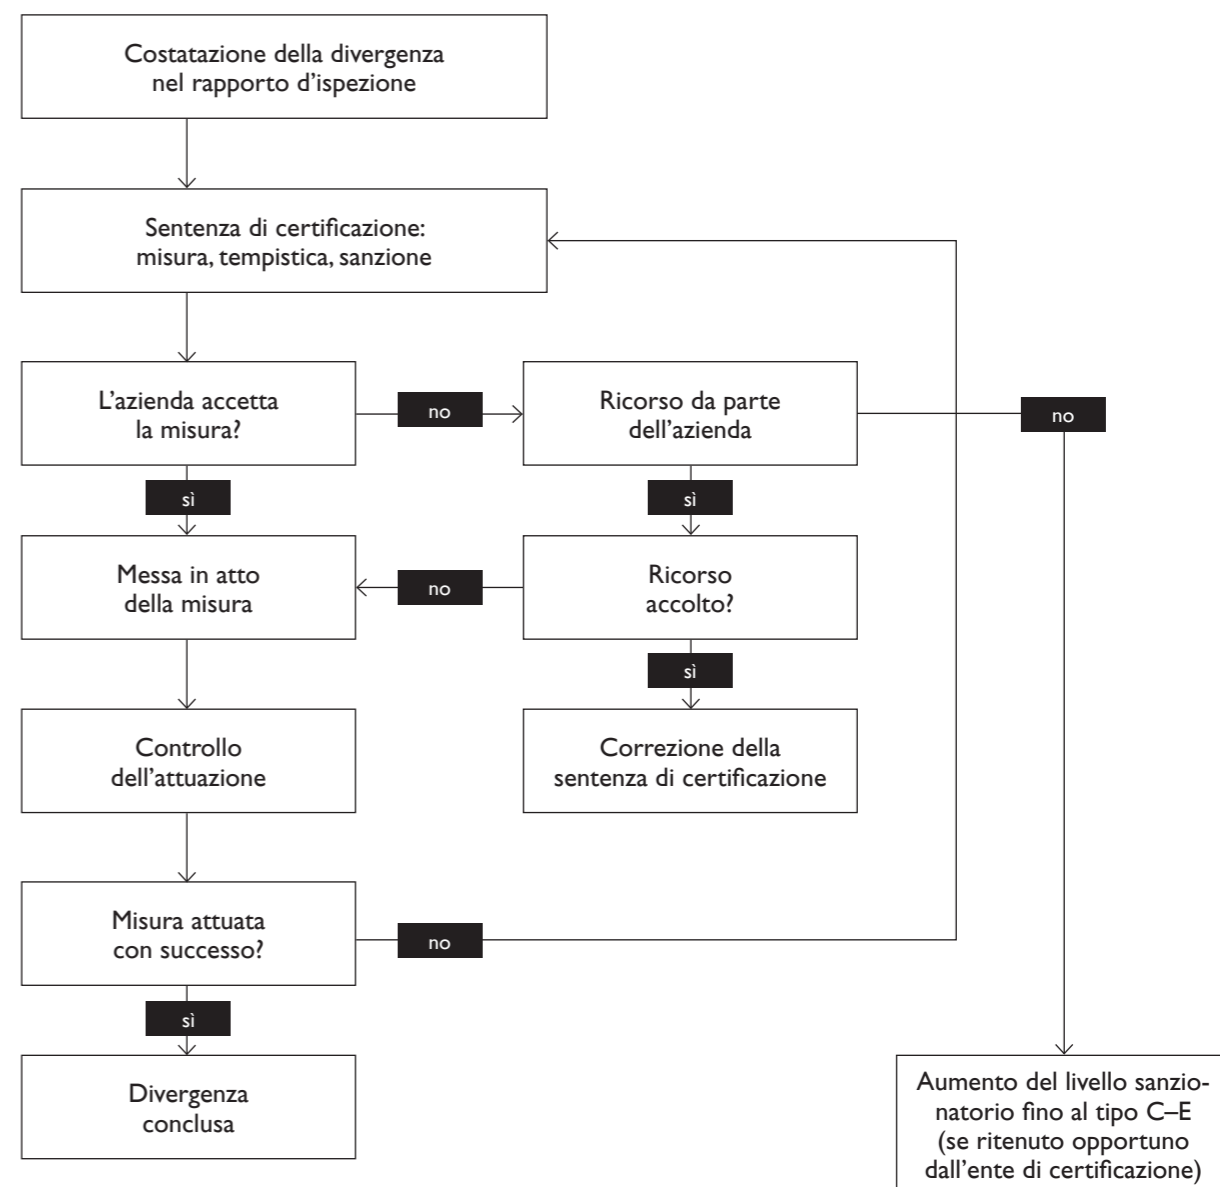 Costatazione della divergenza
nel rapporto d’ispezione
Sentenza di certificazione:
misura, tempistica, sanzione
L’azienda accetta
la misura?
no
Ricorso da parte
dell’azienda
no
sì
sì
Messa in atto
della misura
no
Ricorso
accolto?
sì
Controllo
dell’attuazione
Correzione della
sentenza di certificazione
Misura attuata
con successo?
no
sì
Divergenza
conclusa
Aumento del livello sanzio-
natorio fino al tipo C–E
(se ritenuto opportuno
dall’ente di certificazione)